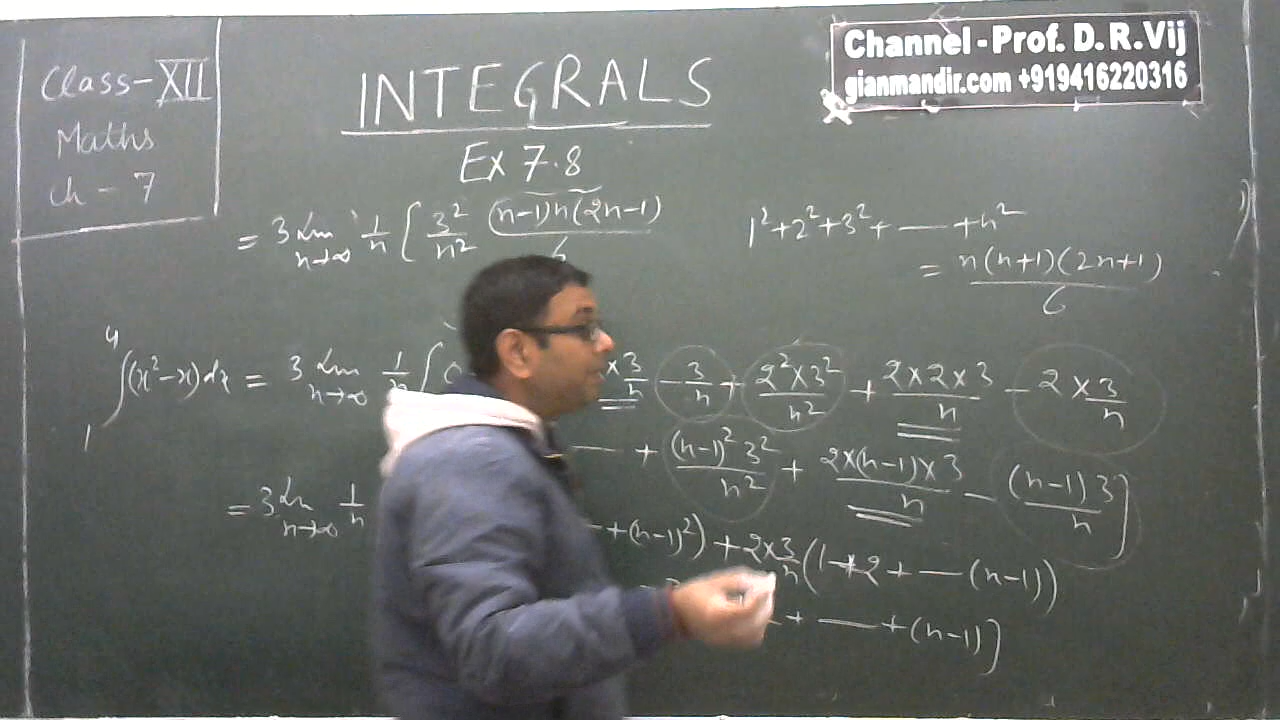 Channel - Prof. D. R. Vij
gianmandir.com +919416220316
Class - XII
Maths
Ch - 7
INTEGRALS
Ex 7.8
= 3 lim n→∞ 1/n [ 3²/n² (n-1)n(2n-1)/6
1² + 2² + 3² + — + n²
= n(n+1)(2n+1)/6
∫₁⁴ (x²-x)dx = 3 lim n→∞ 1/n [ 0 ×3/n - 3/n + 2²×3²/n² + 2×2×3/n - 2×3/n
— + (n-1)² 3²/n² + 2×(n-1)×3/n - (n-1)3/n ]
= 3 lim n→∞ 1/n + (n-1)²) + 2×3/n (1+2+ — (n-1))
+ — + (n-1) ]